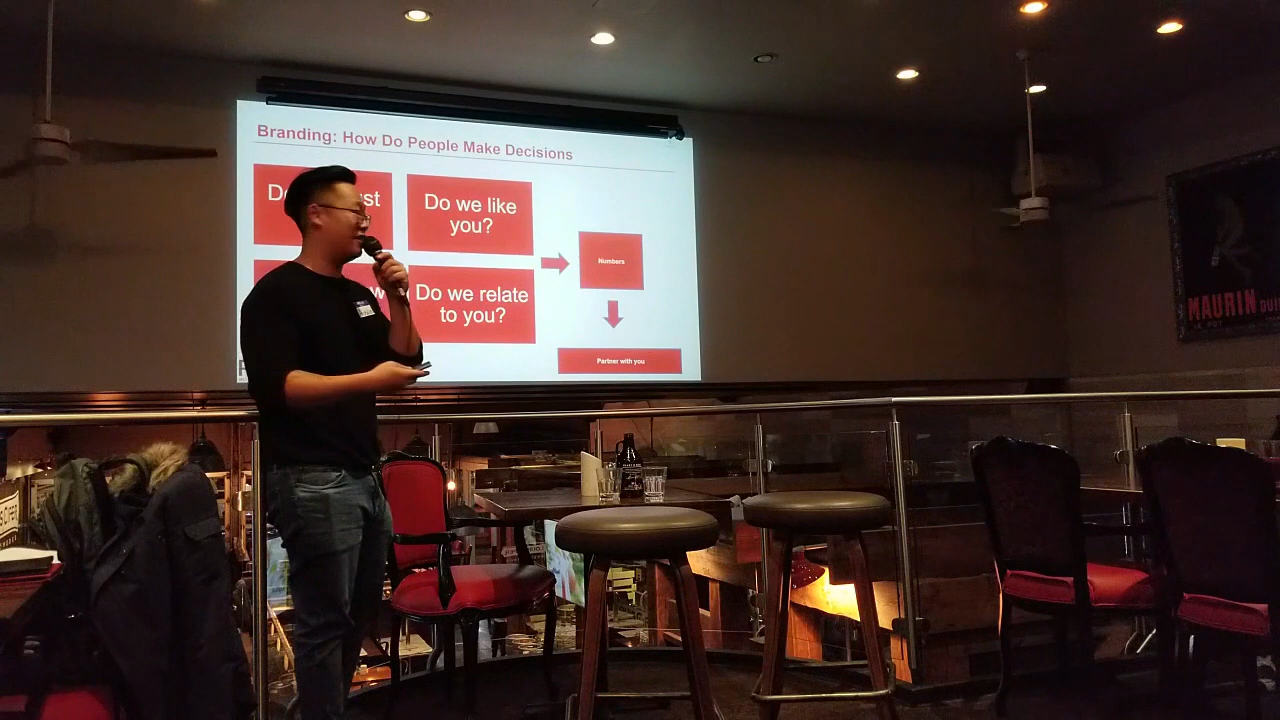 Branding: How Do People Make Decisions
Do we like
you?
Do we relate
to you?
Numbers
Partner with you
MAURIN